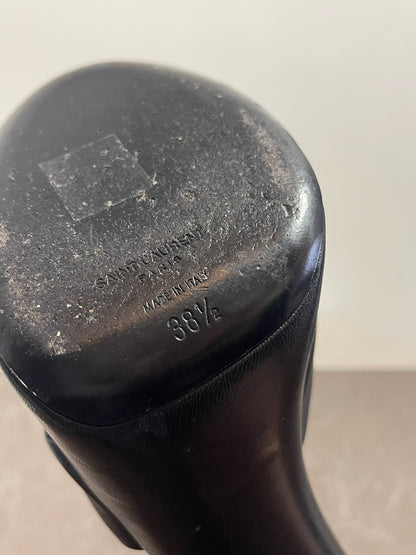 SAINT LAURENT
PARIS
MADE IN ITALY
38½